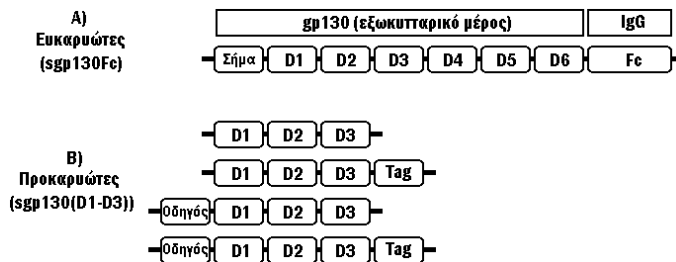 Α)
Ευκαρυώτες
(sgp130Fc)
gp130 (εξωκυτταρικό μέρος) IgG
Σήμα D1 D2 D3 D4 D5 D6 Fc
Β)
Προκαρυώτες
(sgp130(D1-D3))
D1 D2 D3
D1 D2 D3 Tag
Οδηγός D1 D2 D3
Οδηγός D1 D2 D3 Tag